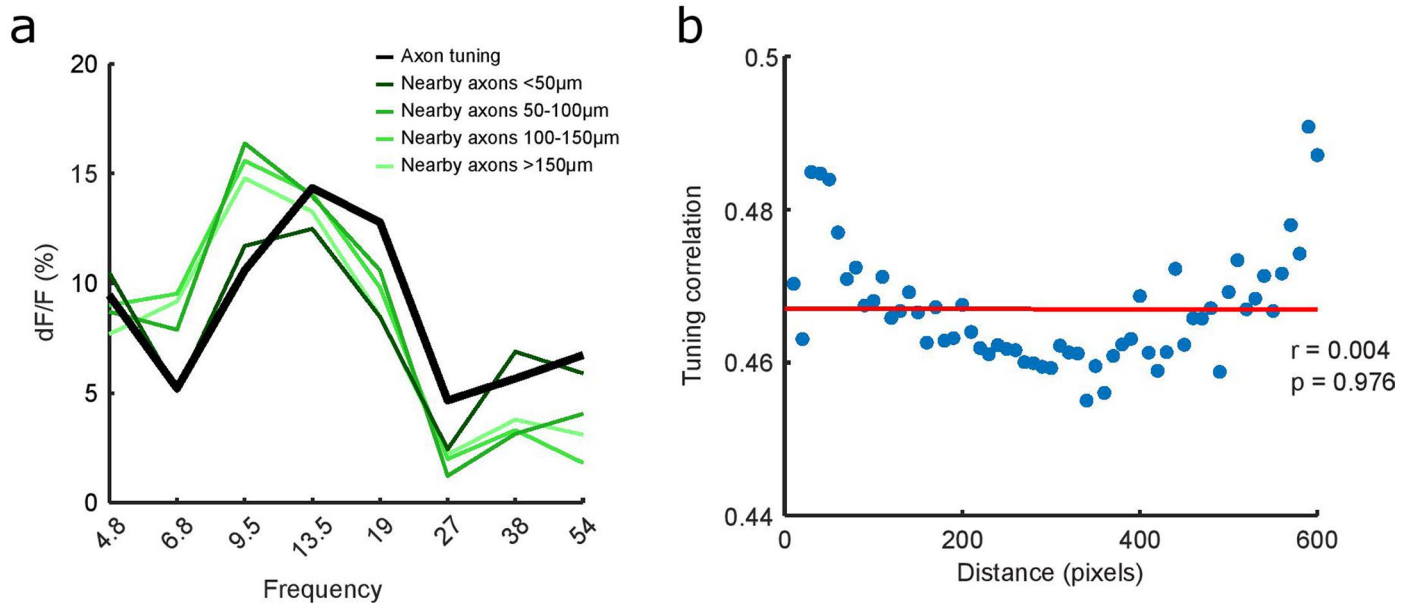 a
Axon tuning
Nearby axons <50µm
Nearby axons 50-100µm
Nearby axons 100-150µm
Nearby axons >150µm
20
15
10
5
0
dF/F (%)
4.8
6.8
9.5
13.5
19
27
38
54
Frequency
b
0.5
0.48
0.46
0.44
Tuning correlation
r = 0.004
p = 0.976
0
200
400
600
Distance (pixels)